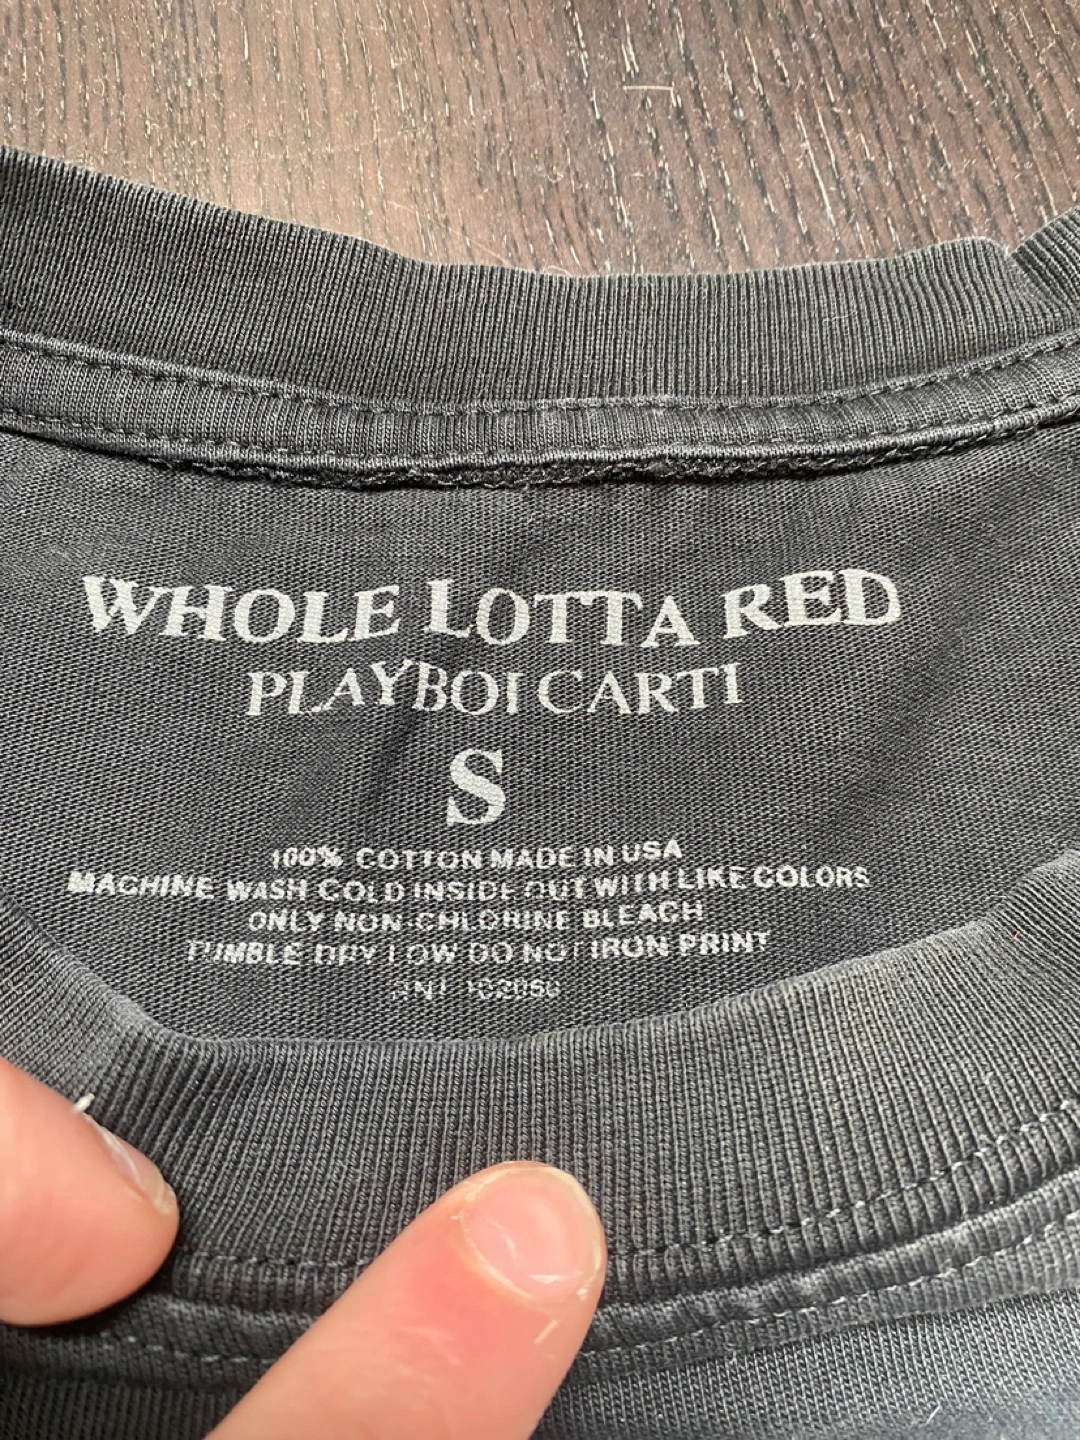 WHOLE LOTTA RED
PLAYBOI CARTI
S
100% COTTON MADE IN USA
MACHINE WASH COLD INSIDE OUT WITH LIKE COLORS
ONLY NON-CHLORINE BLEACH
TUMBLE DRY LOW DO NOT IRON PRINT